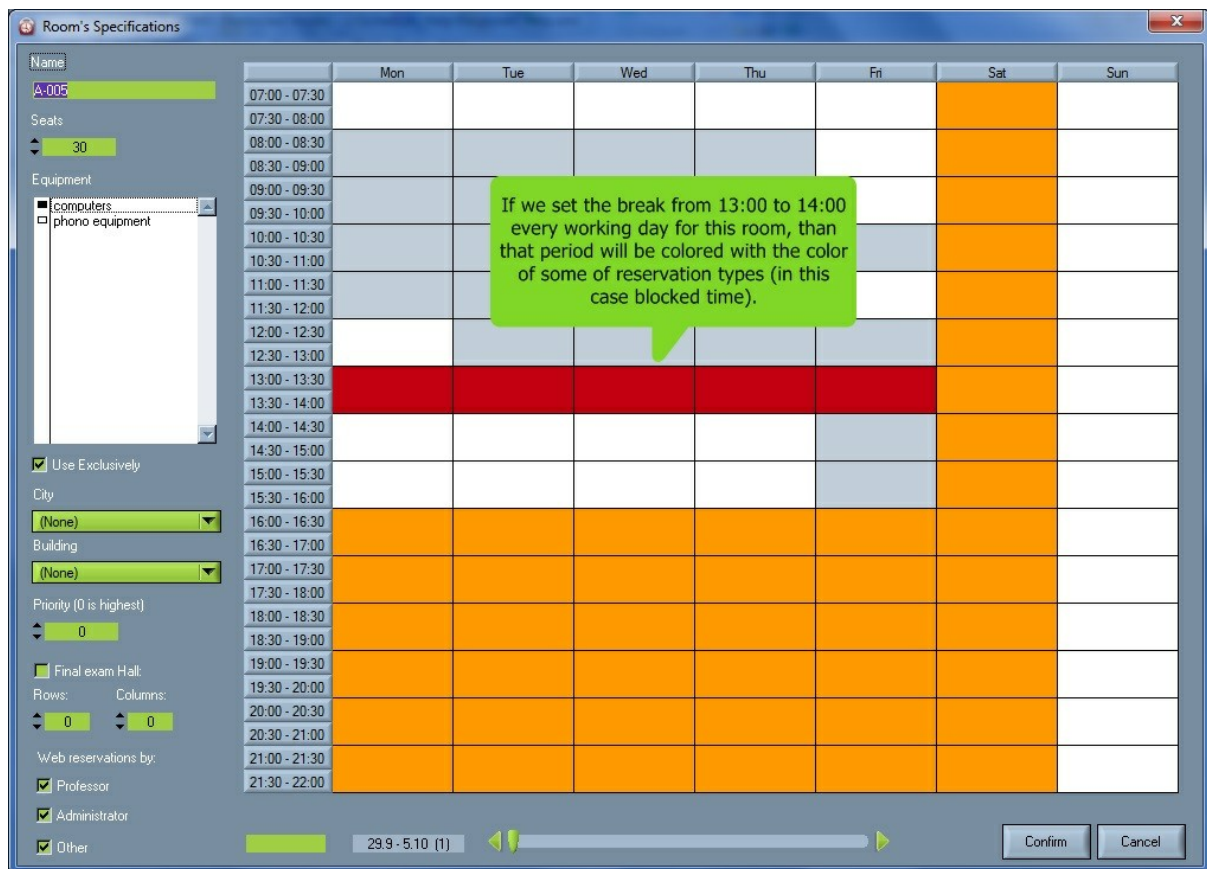 Room's Specifications
Name
A-005
Seats
30
Equipment
computers
phono equipment
Use Exclusively
City
(None)
Building
(None)
Priority (0 is highest)
0
Final exam Hall:
Rows: Columns:
0 0
Web reservations by:
Professor
Administrator
Other
Mon Tue Wed Thu Fri Sat Sun
07:00 - 07:30
07:30 - 08:00
08:00 - 08:30
08:30 - 09:00
09:00 - 09:30
09:30 - 10:00
10:00 - 10:30
10:30 - 11:00
11:00 - 11:30
11:30 - 12:00
12:00 - 12:30
12:30 - 13:00
13:00 - 13:30
13:30 - 14:00
14:00 - 14:30
14:30 - 15:00
15:00 - 15:30
15:30 - 16:00
16:00 - 16:30
16:30 - 17:00
17:00 - 17:30
17:30 - 18:00
18:00 - 18:30
18:30 - 19:00
19:00 - 19:30
19:30 - 20:00
20:00 - 20:30
20:30 - 21:00
21:00 - 21:30
21:30 - 22:00
If we set the break from 13:00 to 14:00
every working day for this room, than
that period will be colored with the color
of some of reservation types (in this
case blocked time).
29.9 - 5.10 (1)
Confirm Cancel